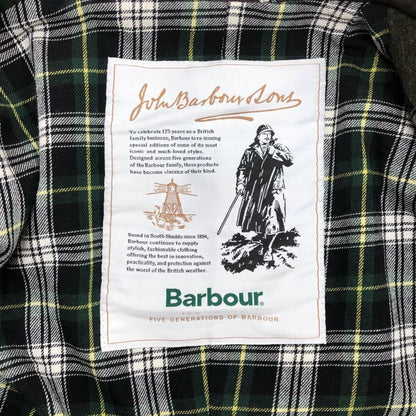 John Barbour & Sons
To celebrate 125 years as a British
family business, Barbour is re-issuing
special editions of some of its most
iconic and much-loved styles.
Designed across five generations
of the Barbour family, these products
have become classics of their kind.
Based in South Shields since 1894,
Barbour continues to supply
stylish, fashionable clothing
offering the best in innovation,
practicality, and protection against
the worst of the British weather.
Barbour®
FIVE GENERATIONS OF BARBOUR